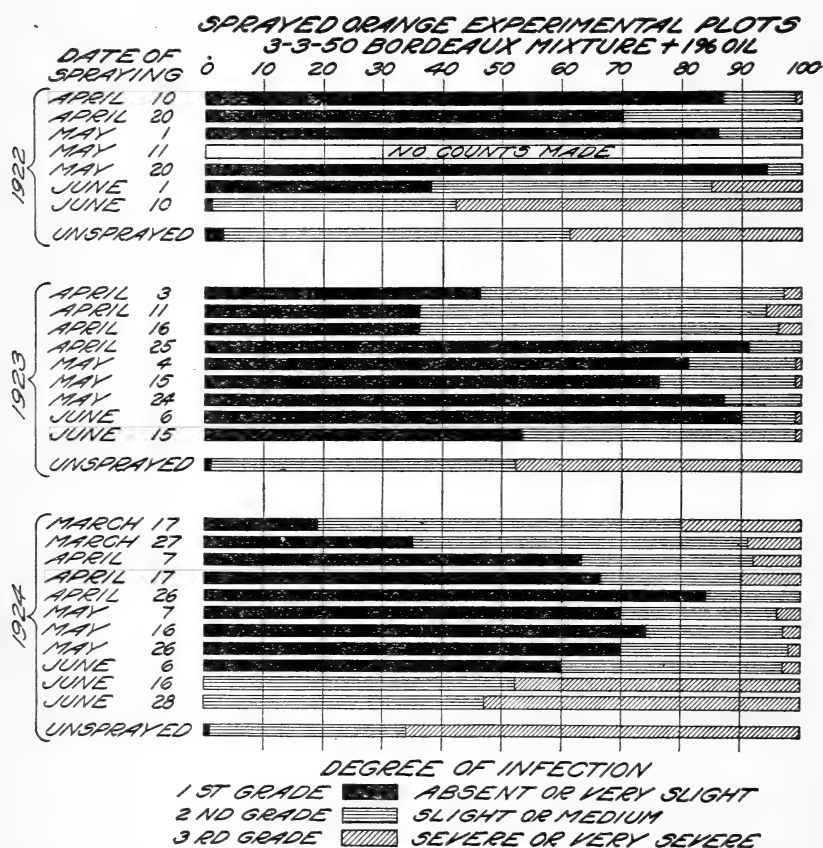 SPRAYED ORANGE EXPERIMENTAL PLOTS
3-3-50 BORDEAUX MIXTURE + 1% OIL
DATE OF
SPRAYING
0 10 20 30 40 50 60 70 80 90 100
1922
APRIL 10
APRIL 20
MAY 1
MAY 11 NO COUNTS MADE
MAY 20
JUNE 1
JUNE 10
UNSPRAYED
1923
APRIL 3
APRIL 11
APRIL 16
APRIL 25
MAY 4
MAY 15
MAY 24
JUNE 6
JUNE 15
UNSPRAYED
1924
MARCH 17
MARCH 27
APRIL 7
APRIL 17
APRIL 26
MAY 7
MAY 16
MAY 26
JUNE 6
JUNE 16
JUNE 28
UNSPRAYED
DEGREE OF INFECTION
1 ST GRADE ABSENT OR VERY SLIGHT
2 ND GRADE SLIGHT OR MEDIUM
3 RD GRADE SEVERE OR VERY SEVERE